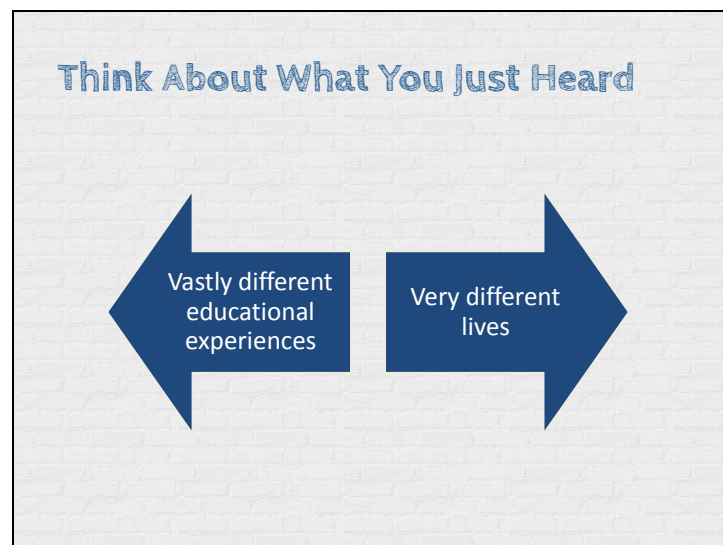 Think About What You Just Heard
Vastly different
educational
experiences
Very different
lives